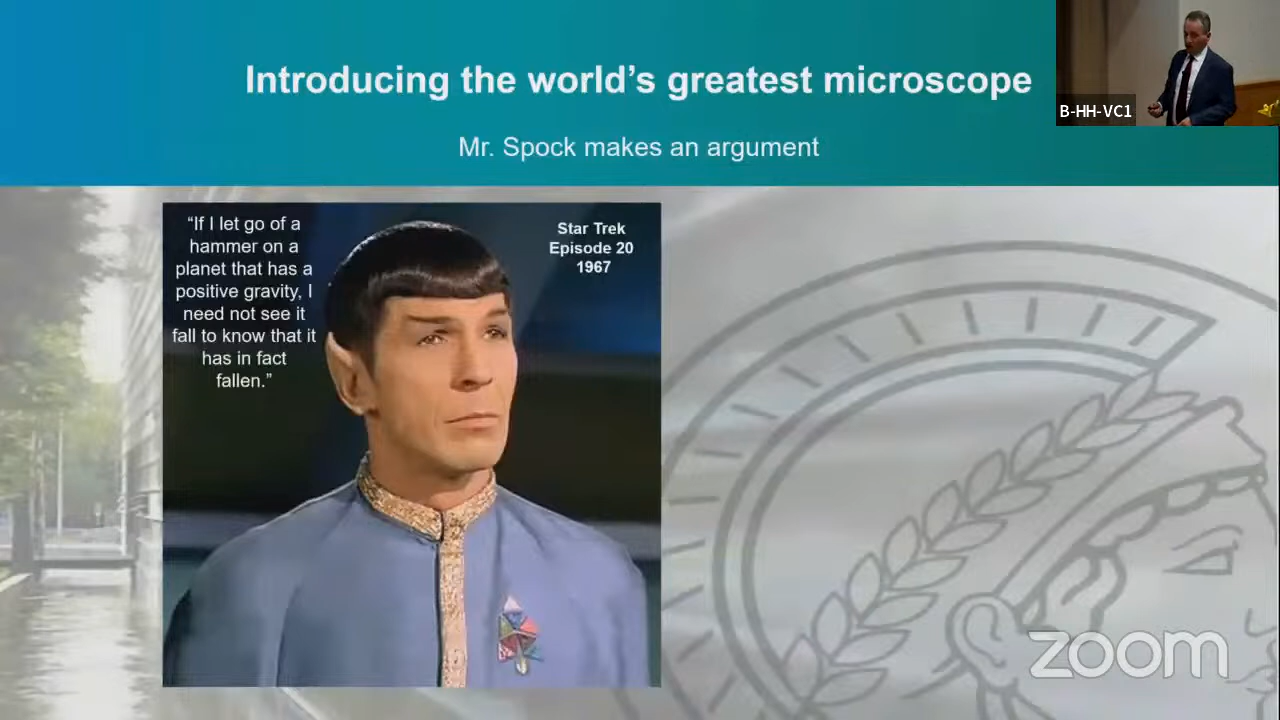 Introducing the world’s greatest microscope
Mr. Spock makes an argument
B-HH-VC1
“If I let go of a
hammer on a
planet that has a
positive gravity, I
need not see it
fall to know that it
has in fact
fallen.”
Star Trek
Episode 20
1967
zoom